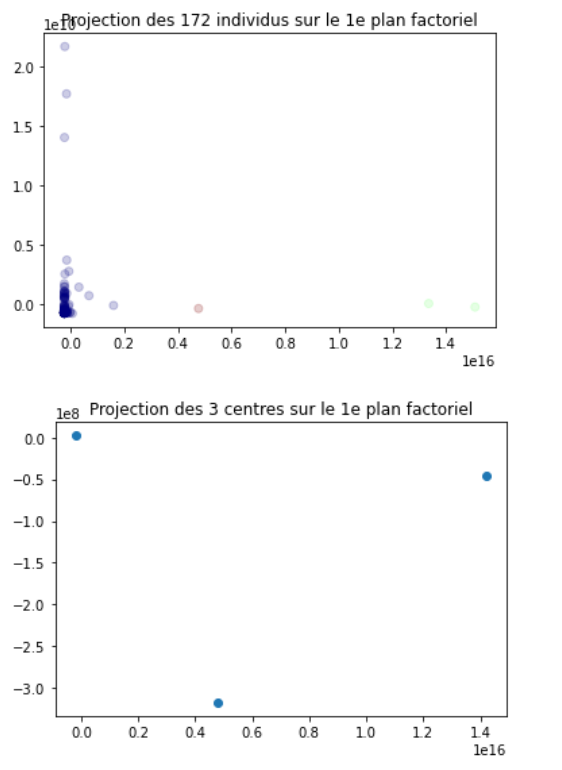 Projection des 172 individus sur le 1e plan factoriel
2.0
1.5
1.0
0.5
0.0
0.0 0.2 0.4 0.6 0.8 1.0 1.2 1.4
1e16
1e8 Projection des 3 centres sur le 1e plan factoriel
0.0
−0.5
−1.0
−1.5
−2.0
−2.5
−3.0
0.0 0.2 0.4 0.6 0.8 1.0 1.2 1.4
1e16